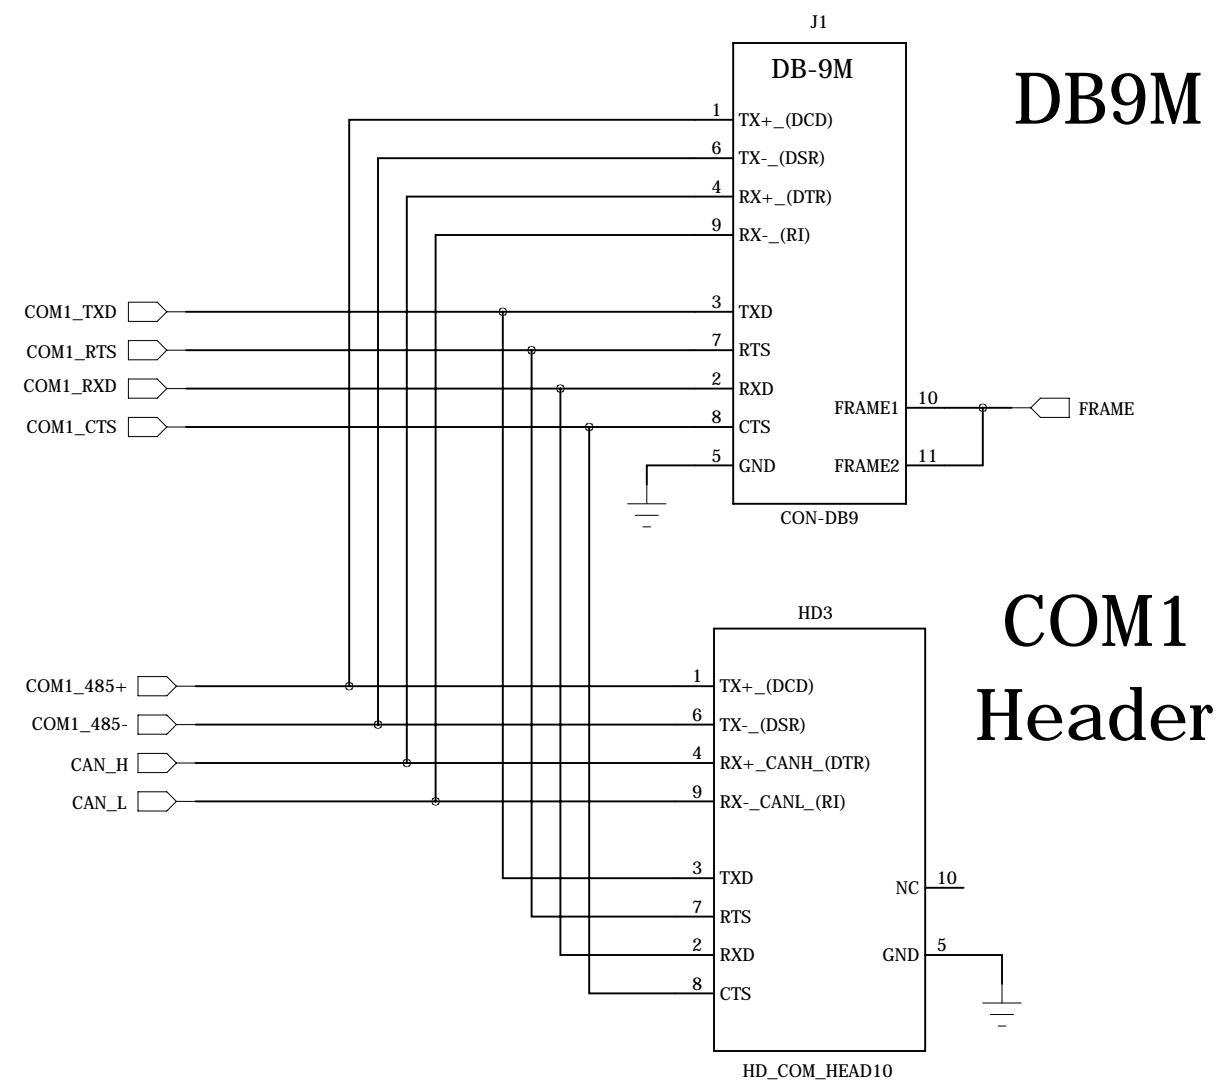 J1
DB-9M
DB9M
1 TX+_(DCD)
6 TX-_(DSR)
4 RX+_(DTR)
9 RX-_(RI)
COM1_TXD 3 TXD
COM1_RTS 7 RTS
COM1_RXD 2 RXD
FRAME1 10 FRAME
COM1_CTS 8 CTS
5 GND FRAME2 11
CON-DB9
COM1
Header
HD3
COM1_485+ 1 TX+_(DCD)
COM1_485- 6 TX-_(DSR)
CAN_H 4 RX+_CANH_(DTR)
CAN_L 9 RX-_CANL_(RI)
3 TXD
NC 10
7 RTS
2 RXD GND 5
8 CTS
HD_COM_HEAD10